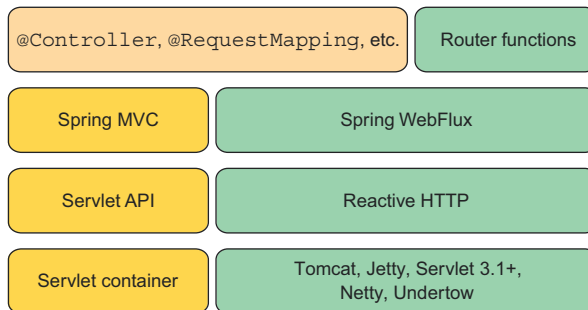 @Controller, @RequestMapping, etc.
Router functions
Spring MVC
Spring WebFlux
Servlet API
Reactive HTTP
Servlet container
Tomcat, Jetty, Servlet 3.1+,
Netty, Undertow